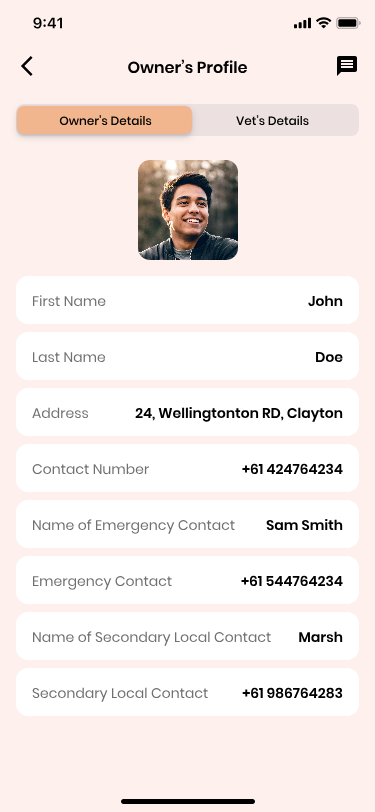 9:41
Owner's Profile
Owner's Details
Vet's Details
First Name John
Last Name Doe
Address 24, Wellingtonton RD, Clayton
Contact Number +61 424764234
Name of Emergency Contact Sam Smith
Emergency Contact +61 544764234
Name of Secondary Local Contact Marsh
Secondary Local Contact +61 986764283